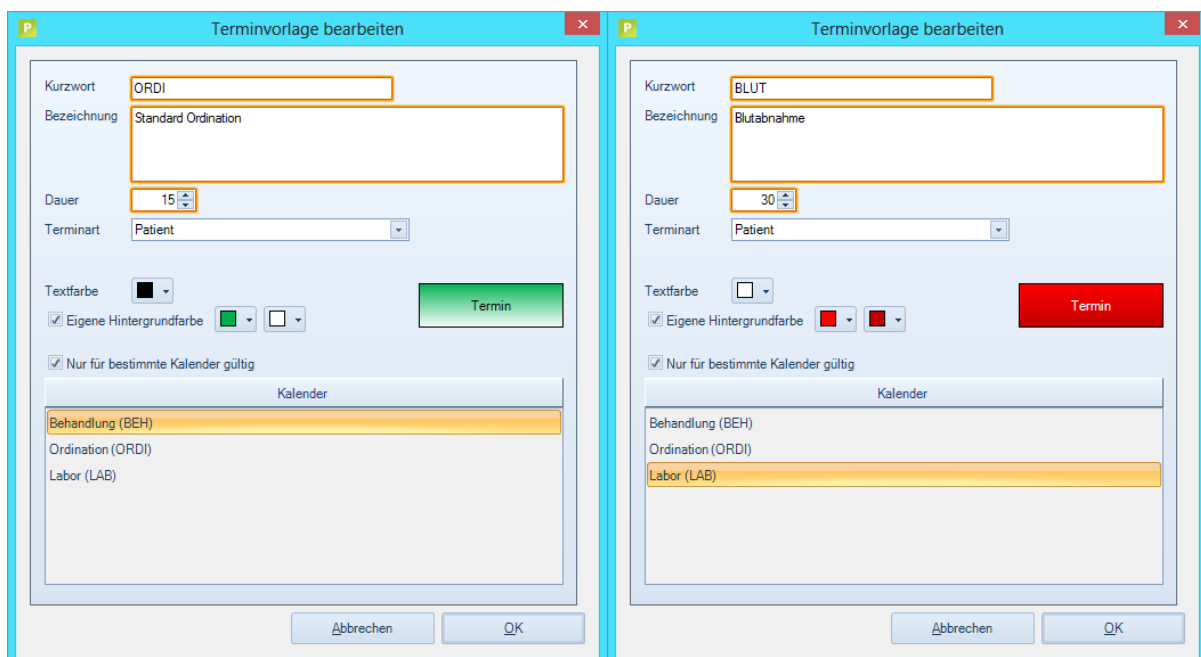 P Terminvorlage bearbeiten
Kurzwort ORDI
Bezeichnung Standard Ordination
Dauer 15
Terminart Patient
Textfarbe
Termin
Eigene Hintergrundfarbe
Nur für bestimmte Kalender gültig
Kalender
Behandlung (BEH)
Ordination (ORDI)
Labor (LAB)
Abbrechen OK
P Terminvorlage bearbeiten
Kurzwort BLUT
Bezeichnung Blutabnahme
Dauer 30
Terminart Patient
Textfarbe
Termin
Eigene Hintergrundfarbe
Nur für bestimmte Kalender gültig
Kalender
Behandlung (BEH)
Ordination (ORDI)
Labor (LAB)
Abbrechen OK